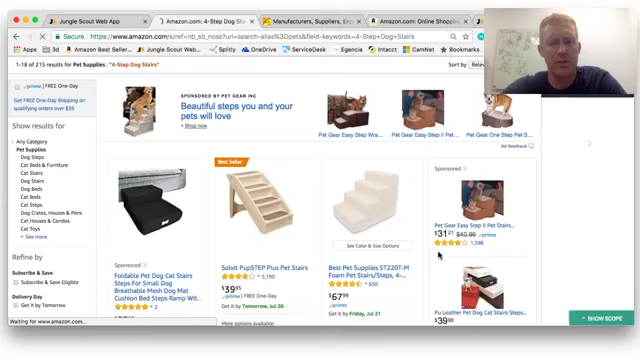 Jungle Scout Web App
Amazon.com: 4-Step Dog Stairs
Manufacturers, Suppliers, Exp
Amazon.com: Online Shopping
Secure
https://www.amazon.com/s/ref=nb_sb_noss?url=search-alias%3Dpets&field-keywords=4-Step+Dog+Stairs
3D
Amazon Best Seller
JungleScout
Splitly
OneDrive
ServiceDesk
Egencia
Intacct
CamNet
Other Bookmarks
1-18 of 215 results for Pet Supplies : "4-Step Dog Stairs"
Sort by
prime | FREE One-Day
Get FREE One-Day Shipping on
qualifying orders over $35
Show results for
Any Category
Pet Supplies
Dog Steps
Cat Beds & Furniture
Cat Stairs
Dog Stairs
Dog Beds
Cat Beds
Cat Steps
Dog Crates, Houses & Pens
Cat Houses & Condos
Cat Toys
See more
Refine by
Subscribe & Save
Subscribe & Save Eligible
Delivery Day
Get It by Tomorrow
Waiting for www.amazon.com...
SPONSORED BY PET GEAR INC
Beautiful steps you and your
pets will love
Shop now
Pet Gear Easy Step Wra...
Pet Gear Easy Step II Pet...
Pet Gear One Step Pet S...
Ad feedback
Sponsored
Foldable Pet Dog Cat Stairs
Steps For Small Dog
Breathable Mesh Dog Mat
Cushion Bed Steps Ramp Wit...
2
Best Seller
Solvit PupSTEP Plus Pet Stairs
5,190
$39.95
prime | FREE One-Day
Get it by Tomorrow, Jul 20
More options available:
See Color & Size Options
Best Pet Supplies ST220T-M
Foam Pet Stairs/Steps, 4-...
650
$67.99
prime
Get it by Friday, Jul 21
Sponsored
Pet Gear Easy Step II Pet Stairs...
$31.21 $40.99 prime
1,598
Pu Leather Pet Dog Cat Stairs Steps...
$39.90
SHOW SCOPE